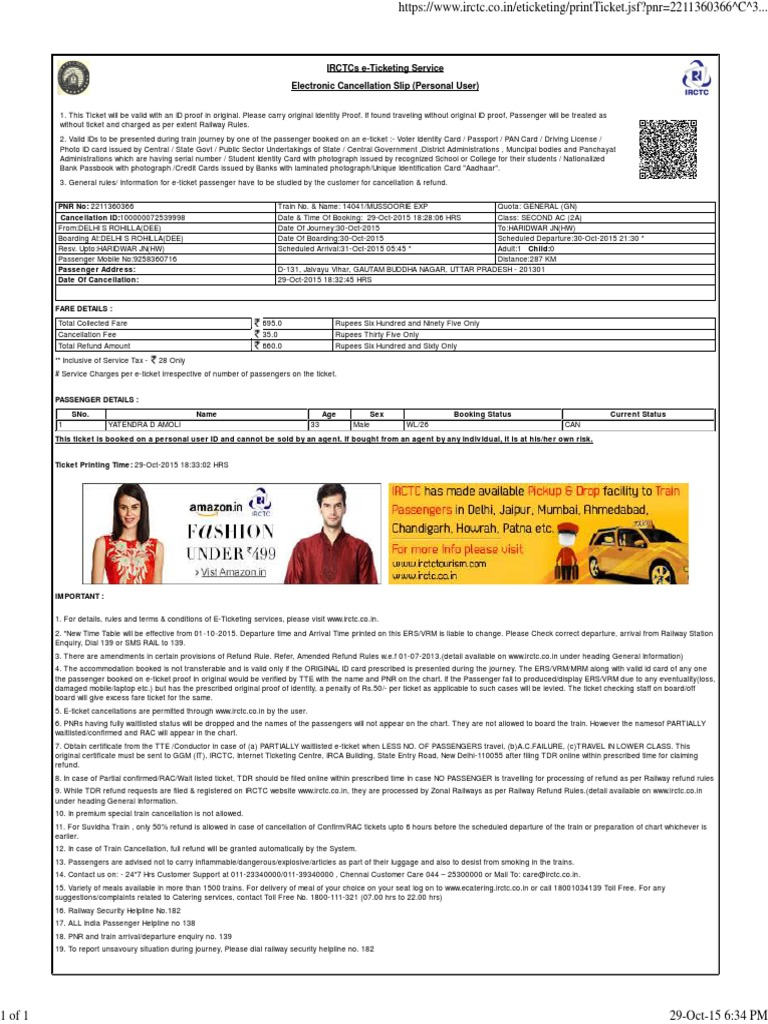 https://www.irctc.co.in/eticketing/printTicket.jsf?pnr=2211360366^C^3...
IRCTCs e-Ticketing Service
Electronic Cancellation Slip (Personal User)
IRCTC
1. This Ticket will be valid with an ID proof in original. Please carry original Identity Proof. If found traveling without original ID proof, Passenger will be treated as
without ticket and charged as per extent Railway Rules.
2. Valid IDs to be presented during train journey by one of the passenger booked on an e-ticket :- Voter Identity Card / Passport / PAN Card / Driving License /
Photo ID card issued by Central / State Govt / Public Sector Undertakings of State / Central Government ,District Administrations , Muncipal bodies and Panchayat
Administrations which are having serial number / Student Identity Card with photograph issued by recognized School or College for their students / Nationalized
Bank Passbook with photograph /Credit Cards issued by Banks with laminated photograph/Unique Identification Card "Aadhaar".
3. General rules/ Information for e-ticket passenger have to be studied by the customer for cancellation & refund.
PNR No: 2211360366 Train No. & Name: 14041/MUSSOORIE EXP Quota: GENERAL (GN)
Cancellation ID:100000072539998 Date & Time Of Booking: 29-Oct-2015 18:28:06 HRS Class: SECOND AC (2A)
From:DELHI S ROHILLA(DEE) Date Of Journey:30-Oct-2015 To:HARIDWAR JN(HW)
Boarding At:DELHI S ROHILLA(DEE) Date Of Boarding:30-Oct-2015 Scheduled Departure:30-Oct-2015 21:30 *
Resv. Upto:HARIDWAR JN(HW) Scheduled Arrival:31-Oct-2015 05:45 * Adult:1 Child:0
Passenger Mobile No:9258360716 Distance:287 KM
Passenger Address: D-131, Jalvayu Vihar, GAUTAM BUDDHA NAGAR, UTTAR PRADESH - 201301
Date Of Cancellation: 29-Oct-2015 18:32:45 HRS
FARE DETAILS :
Total Collected Fare ₹ 695.0 Rupees Six Hundred and Ninety Five Only
Cancellation Fee ₹ 35.0 Rupees Thirty Five Only
Total Refund Amount ₹ 660.0 Rupees Six Hundred and Sixty Only
** Inclusive of Service Tax - ₹ 28 Only
# Service Charges per e-ticket irrespective of number of passengers on the ticket.
PASSENGER DETAILS :
SNo. Name Age Sex Booking Status Current Status
1 YATENDRA D AMOLI 33 Male WL/26 CAN
This ticket is booked on a personal user ID and cannot be sold by an agent. If bought from an agent by any individual, it is at his/her own risk.
Ticket Printing Time: 29-Oct-2015 18:33:02 HRS
amazon.in IRCTC
FASHION
UNDER ₹499
> Visit Amazon.in
IRCTC has made available Pickup & Drop facility to Train
Passengers in Delhi, Jaipur, Mumbai, Ahmedabad,
Chandigarh, Howrah, Patna etc.
For more Info please visit
www.irctctourism.com
www.irctc.co.in
IMPORTANT :
1. For details, rules and terms & conditions of E-Ticketing services, please visit www.irctc.co.in.
2. *New Time Table will be effective from 01-10-2015. Departure time and Arrival Time printed on this ERS/VRM is liable to change. Please Check correct departure, arrival from Railway Station
Enquiry, Dial 139 or SMS RAIL to 139.
3. There are amendments in certain provisions of Refund Rule. Refer, Amended Refund Rules w.e.f 01-07-2013.(detail available on www.irctc.co.in under heading General Information)
4. The accommodation booked is not transferable and is valid only if the ORIGINAL ID card prescribed is presented during the journey. The ERS/VRM/MRM along with valid id card of any one
the passenger booked on e-ticket proof in original would be verified by TTE with the name and PNR on the chart. If the Passenger fail to produce/display ERS/VRM due to any eventuality(loss,
damaged mobile/laptop etc.) but has the prescribed original proof of identity, a penalty of Rs.50/- per ticket as applicable to such cases will be levied. The ticket checking staff on board/off
board will give excess fare ticket for the same.
5. E-ticket cancellations are permitted through www.irctc.co.in by the user.
6. PNRs having fully waitlisted status will be dropped and the names of the passengers will not appear on the chart. They are not allowed to board the train. However the namesof PARTIALLY
waitlisted/confirmed and RAC will appear in the chart.
7. Obtain certificate from the TTE /Conductor in case of (a) PARTIALLY waitlisted e-ticket when LESS NO. OF PASSENGERS travel, (b)A.C.FAILURE, (c)TRAVEL IN LOWER CLASS. This
original certificate must be sent to GGM (IT), IRCTC, Internet Ticketing Centre, IRCA Building, State Entry Road, New Delhi-110055 after filing TDR online within prescribed time for claiming
refund.
8. In case of Partial confirmed/RAC/Wait listed ticket, TDR should be filed online within prescribed time in case NO PASSENGER is travelling for processing of refund as per Railway refund rules
9. While TDR refund requests are filed & registered on IRCTC website www.irctc.co.in, they are processed by Zonal Railways as per Railway Refund Rules.(detail available on www.irctc.co.in
under heading General Information.
10. In premium special train cancellation is not allowed.
11. For Suvidha Train , only 50% refund is allowed in case of cancellation of Confirm/RAC tickets upto 6 hours before the scheduled departure of the train or preparation of chart whichever is
earlier.
12. In case of Train Cancellation, full refund will be granted automatically by the System.
13. Passengers are advised not to carry inflammable/dangerous/explosive/articles as part of their luggage and also to desist from smoking in the trains.
14. Contact us on: - 24*7 Hrs Customer Support at 011-23340000/011-39340000 , Chennai Customer Care 044 – 25300000 or Mail To: care@irctc.co.in.
15. Variety of meals available in more than 1500 trains. For delivery of meal of your choice on your seat log on to www.ecatering.irctc.co.in or call 18001034139 Toll Free. For any
suggestions/complaints related to Catering services, contact Toll Free No. 1800-111-321 (07.00 hrs to 22.00 hrs)
16. Railway Security Helpline No.182
17. ALL India Passenger Helpline no 138
18. PNR and train arrival/departure enquiry no. 139
19. To report unsavoury situation during journey, Please dial railway security helpline no. 182
1 of 1 29-Oct-15 6:34 PM